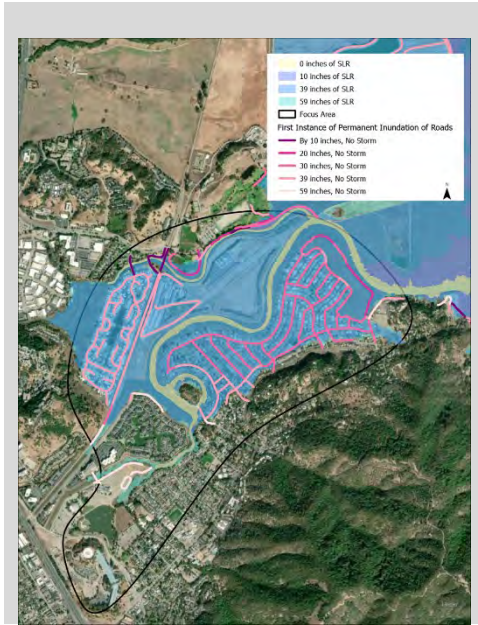 0 inches of SLR
10 inches of SLR
39 inches of SLR
59 inches of SLR
Focus Area
First Instance of Permanent Inundation of Roads
By 10 inches, No Storm
20 inches, No Storm
30 inches, No Storm
39 inches, No Storm
59 inches, No Storm
N